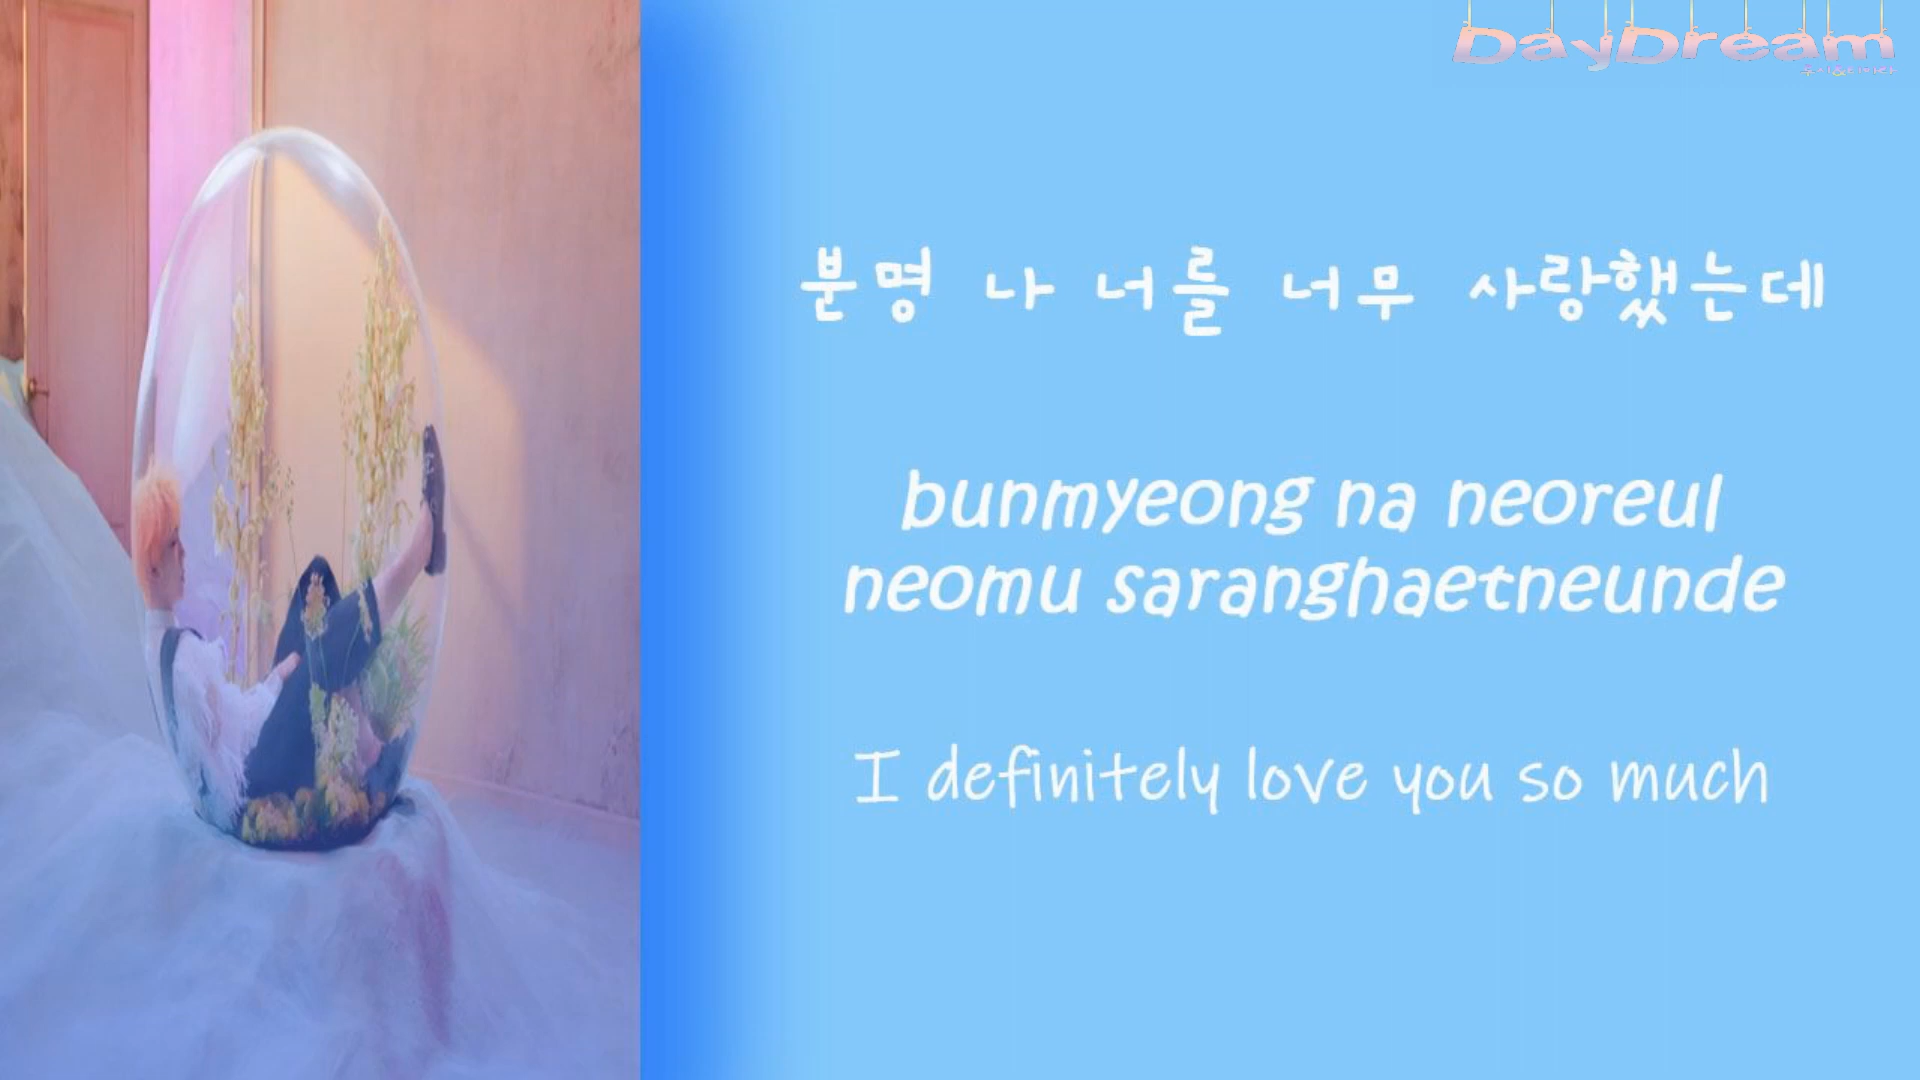 DayDream
분명 나 너를 너무 사랑했는데
bunmyeong na neoreul
neomu saranghaetneunde
I definitely love you so much